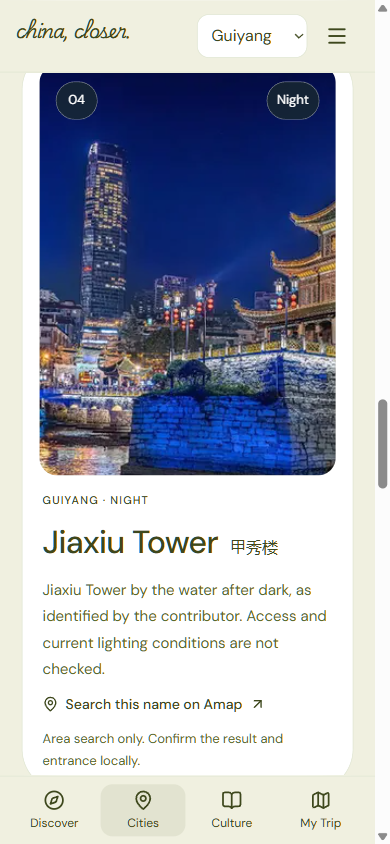 china, closer.
Guiyang
04
Night
GUIYANG · NIGHT
Jiaxiu Tower 甲秀楼
Jiaxiu Tower by the water after dark, as
identified by the contributor. Access and
current lighting conditions are not
checked.
Search this name on Amap
Area search only. Confirm the result and
entrance locally.
Discover
Cities
Culture
My Trip